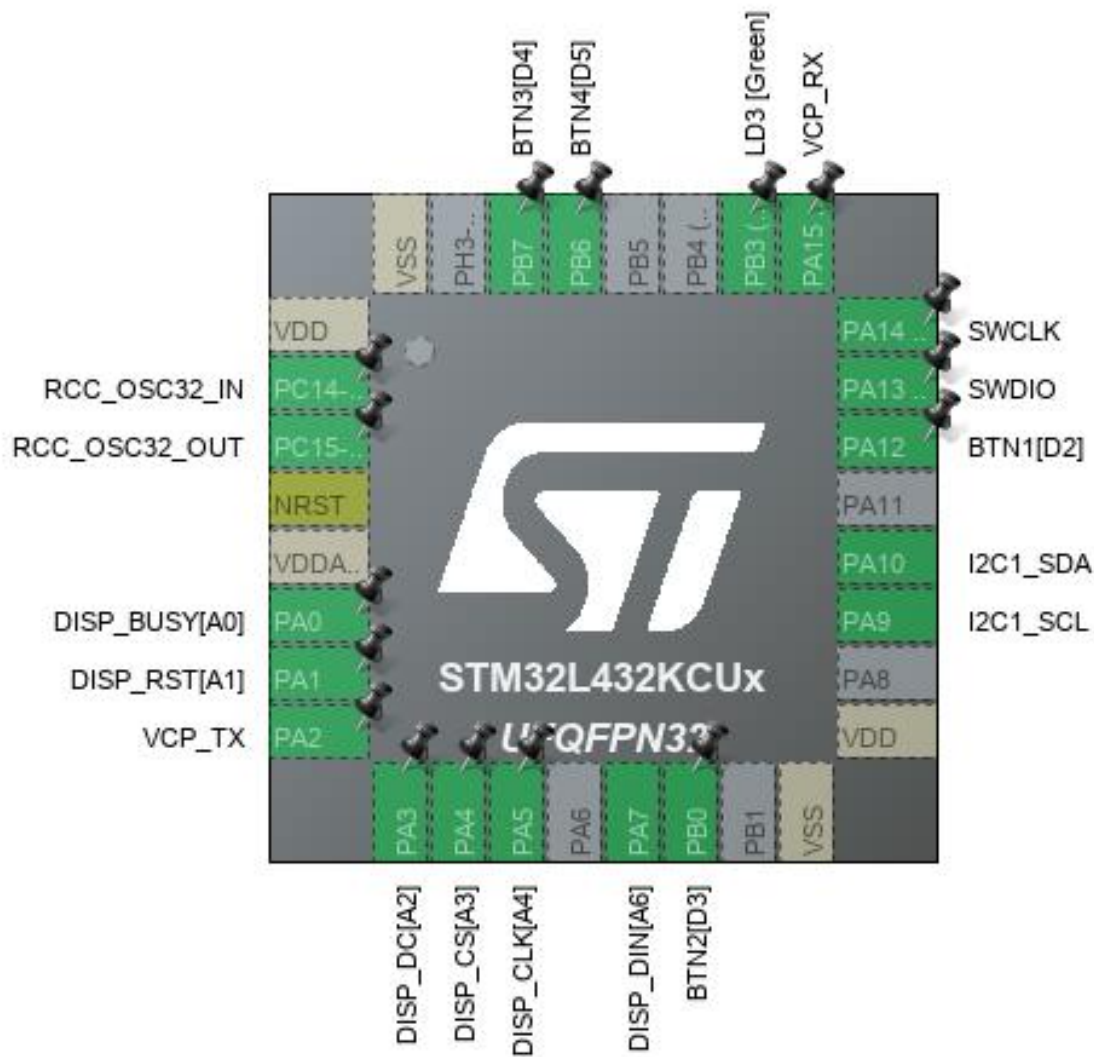 BTN3[D4]
BTN4[D5]
LD3 [Green]
VCP_RX
VSS
PH3-...
PB7
PB6
PB5
PB4 (..
PB3 (..
PA15 ..
VDD
RCC_OSC32_IN
PC14-..
RCC_OSC32_OUT
PC15-..
NRST
VDDA..
DISP_BUSY[A0]
PA0
DISP_RST[A1]
PA1
VCP_TX
PA2
PA14 ..
SWCLK
PA13 ..
SWDIO
PA12
BTN1[D2]
PA11
PA10
I2C1_SDA
PA9
I2C1_SCL
PA8
VDD
ST
STM32L432KCUx
UFQFPN32
PA3
PA4
PA5
PA6
PA7
PB0
PB1
VSS
DISP_DC[A2]
DISP_CS[A3]
DISP_CLK[A4]
DISP_DIN[A6]
BTN2[D3]